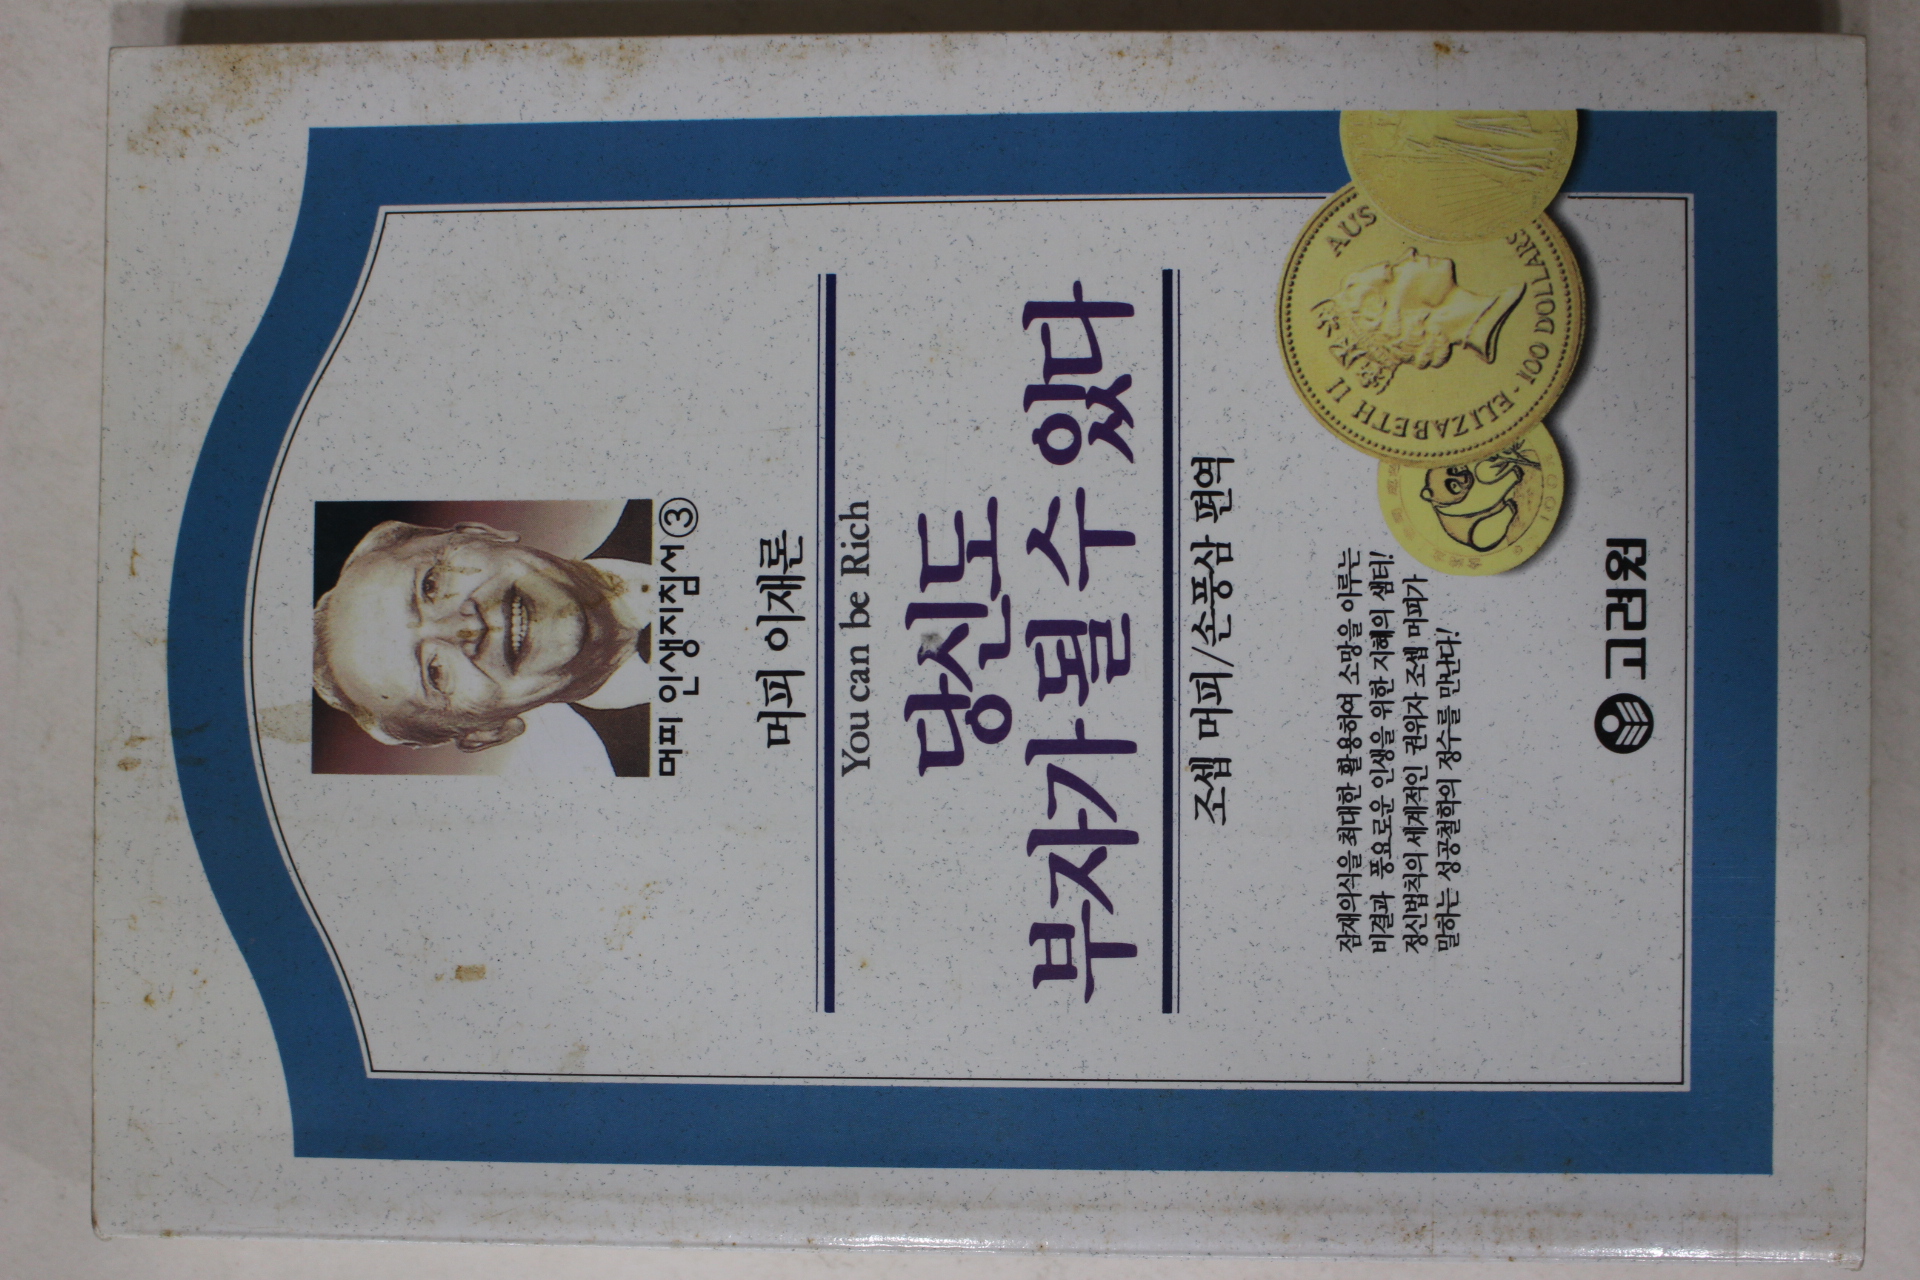 머피 인생지침서 ③
머피 이재론
You can be Rich
당신도
부자가 될 수 있다
조셉 머피/손풍삼 편역
잠재의식을 최대한 활용하여 소망을 이루는
비결과 풍요로운 인생을 위한 지혜의 샘터!
정신법칙의 세계적인 권위자 조셉 머피가
말하는 성공철학의 정수를 만난다!
ELIZABETH II AUS
·100 DOLLARS
고려원